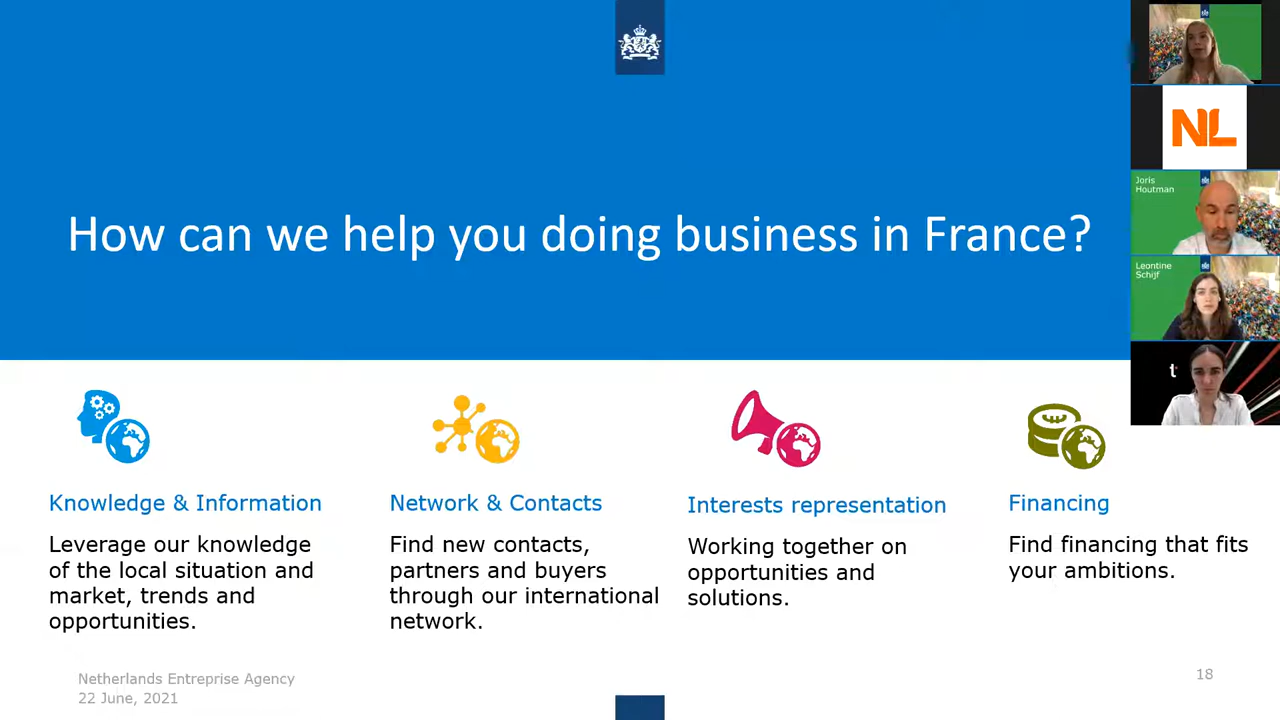 How can we help you doing business in France?
NL
Joris
Houtman
Leontine
Schijf
t
Knowledge & Information
Leverage our knowledge
of the local situation and
market, trends and
opportunities.
Network & Contacts
Find new contacts,
partners and buyers
through our international
network.
Interests representation
Working together on
opportunities and
solutions.
Financing
Find financing that fits
your ambitions.
Netherlands Entreprise Agency
22 June, 2021
18